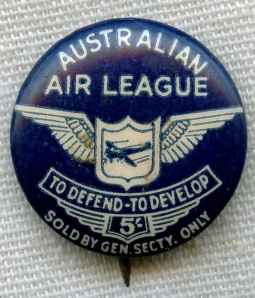 AUSTRALIAN
AIR LEAGUE
TO DEFEND-TO DEVELOP
5'-
SOLD BY GEN. SECTY. ONLY